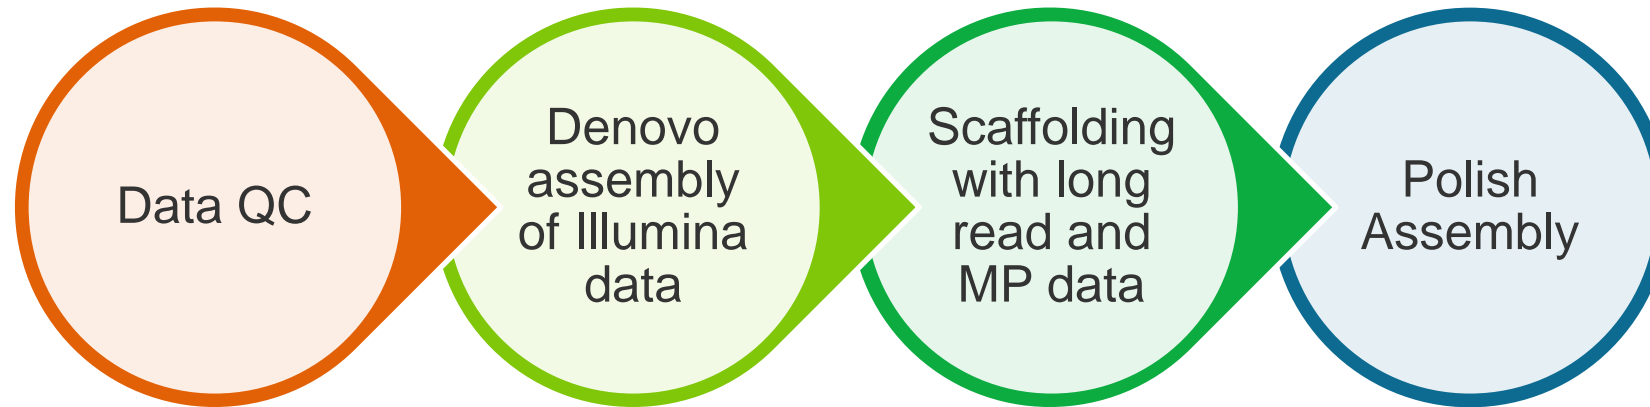 Data QC
Denovo
assembly
of Illumina
data
Scaffolding
with long
read and
MP data
Polish
Assembly